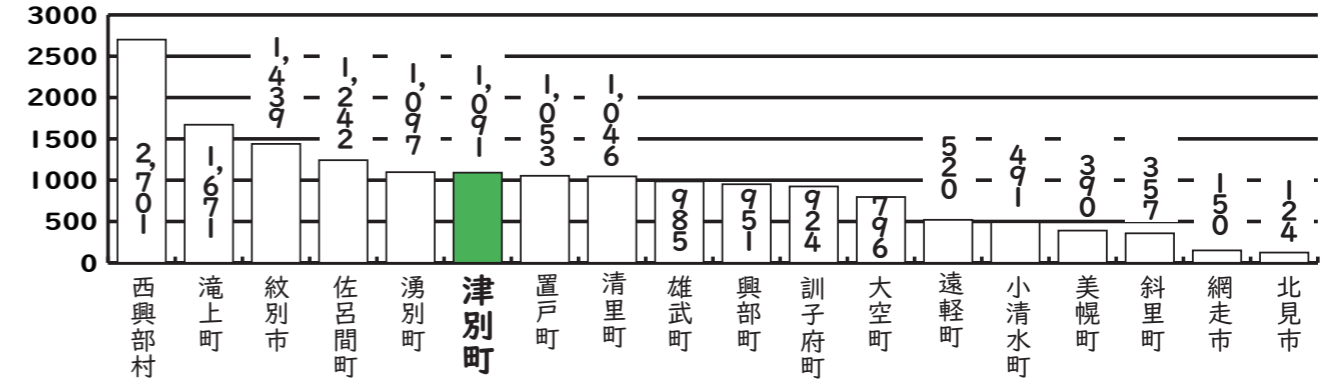 3000
2500
2000
1500
1000
500
0
2,701
1,671
1,439
1,242
1,097
1,091
1,053
1,046
985
951
924
796
520
491
390
357
150
124
西興部村
滝上町
紋別市
佐呂間町
湧別町
津別町
置戸町
清里町
雄武町
興部町
訓子府町
大空町
遠軽町
小清水町
美幌町
斜里町
網走市
北見市